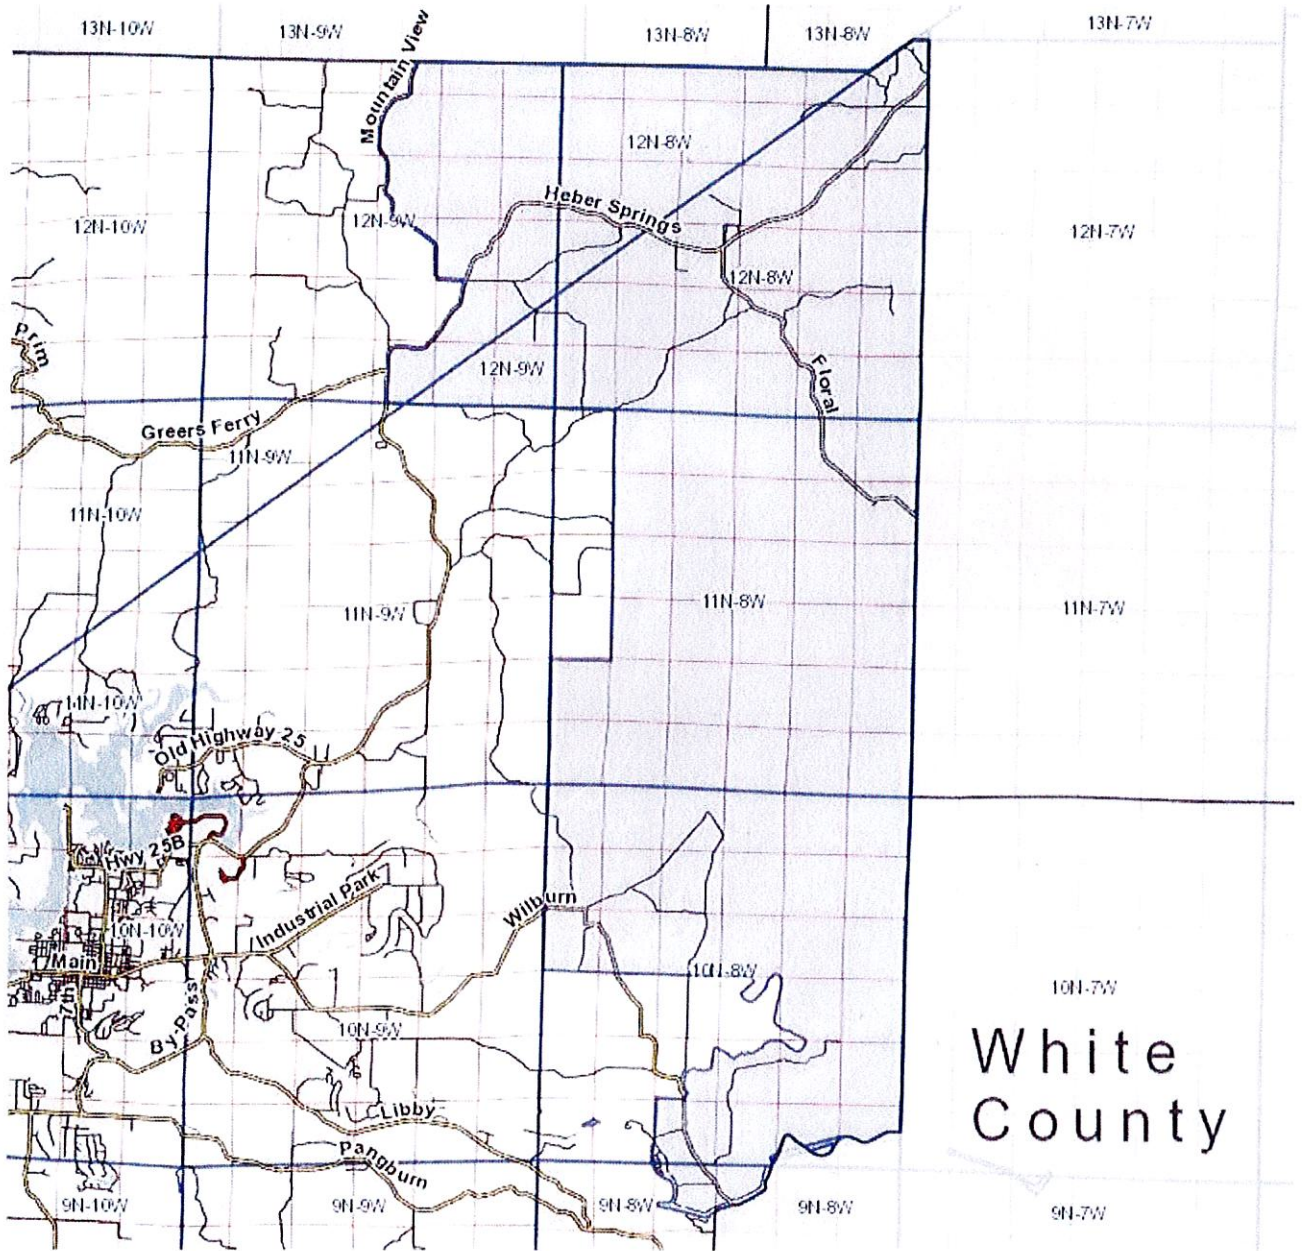 13N-10W
13N-9W
13N-8W
13N-8W
13N-7W
Mountain View
12N-8W
Heber Springs
12N-10W
12N-9W
12N-7W
12N-8W
Prim
12N-9W
Floral
Greers Ferry
11N-9W
11N-10W
11N-9W
11N-8W
11N-7W
11N-10W
Old Highway 25
Hwy 25B
Industrial Park
Wilburn
10N-10W
Main
10N-8W
10N-7W
7th
By-Pass
10N-9W
White
County
Libby
Pangburn
9N-10W
9N-9W
9N-8W
9N-8W
9N-7W